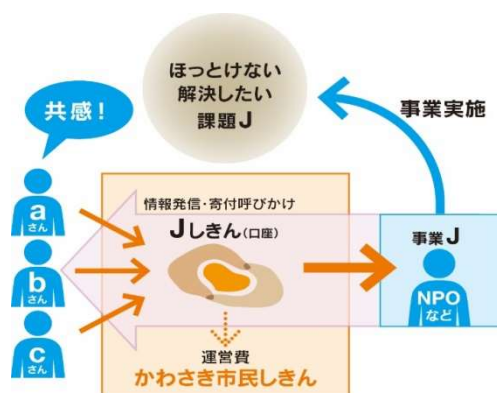 ほっとけない
解決したい
課題J
共感！
事業実施
aさん
bさん
cさん
情報発信・寄付呼びかけ
Jしきん(口座)
事業J
NPO
など
運営費
かわさき市民しきん